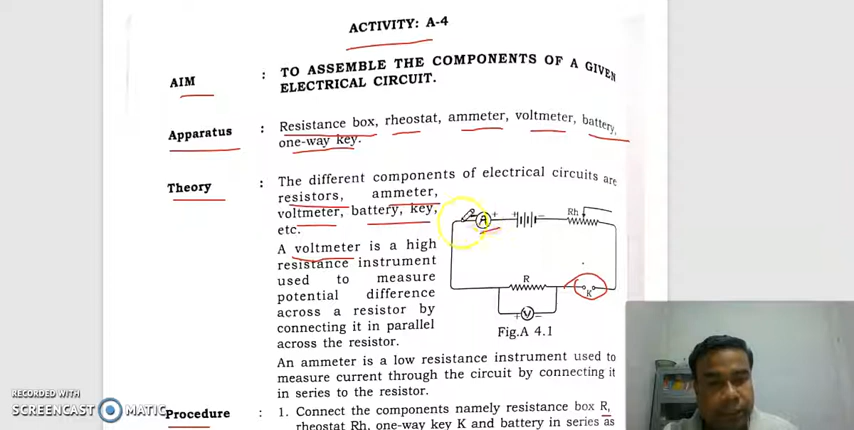 ACTIVITY: A-4
AIM : TO ASSEMBLE THE COMPONENTS OF A GIVEN
ELECTRICAL CIRCUIT.
Apparatus : Resistance box, rheostat, ammeter, voltmeter, battery,
one-way key.
Theory : The different components of electrical circuits are
resistors, ammeter,
voltmeter, battery, key,
etc.
A voltmeter is a high
resistance instrument
used to measure
potential difference
across a resistor by
connecting it in parallel
across the resistor.
A + + − Rh
R K
+ V −
Fig.A 4.1
An ammeter is a low resistance instrument used to
measure current through the circuit by connecting it
in series to the resistor.
Procedure : 1. Connect the components namely resistance box R,
rheostat Rh, one-way key K and battery in series as
RECORDED WITH
SCREENCAST MATIC